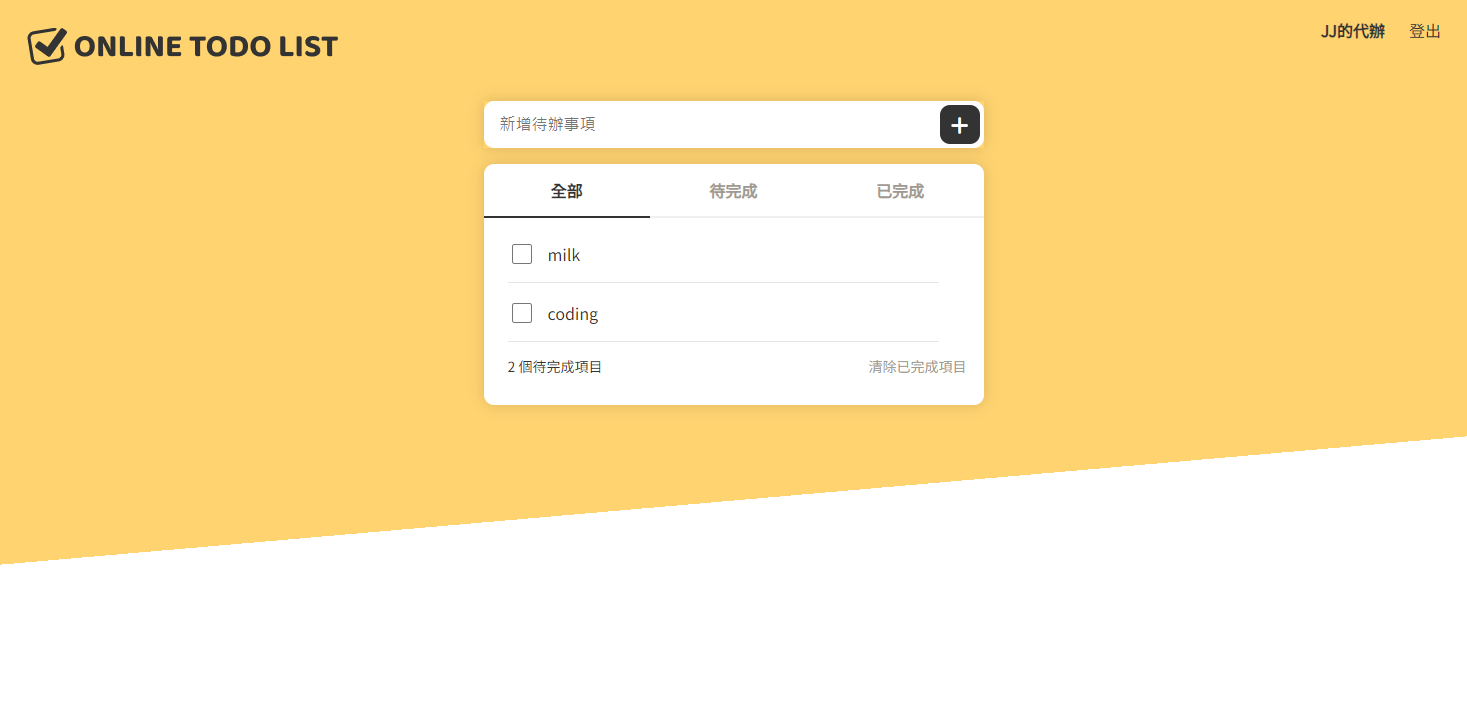 ONLINE TODO LIST
JJ的代辦 登出
新增待辦事項
全部 待完成 已完成
milk
coding
2 個待完成項目 清除已完成項目